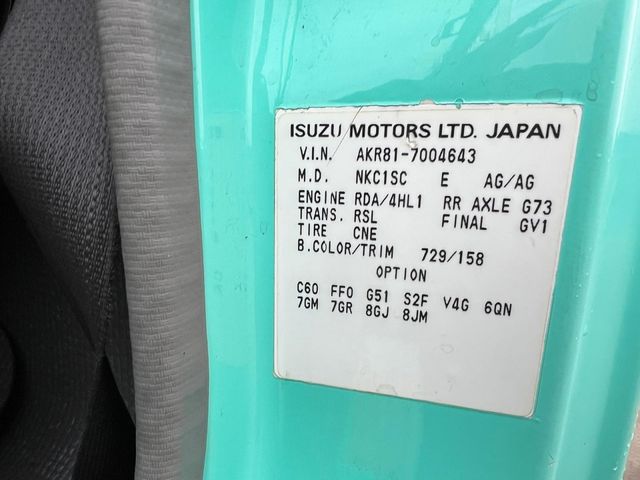 ISUZU MOTORS LTD. JAPAN
V.I.N. AKR81-7004643
M.D. NKC1SC E AG/AG
ENGINE RDA/4HL1 RR AXLE G73
TRANS. RSL FINAL GV1
TIRE CNE
B.COLOR/TRIM 729/158
OPTION
C60 FFO G51 S2F V4G 6QN
7GM 7GR 8GJ 8JM